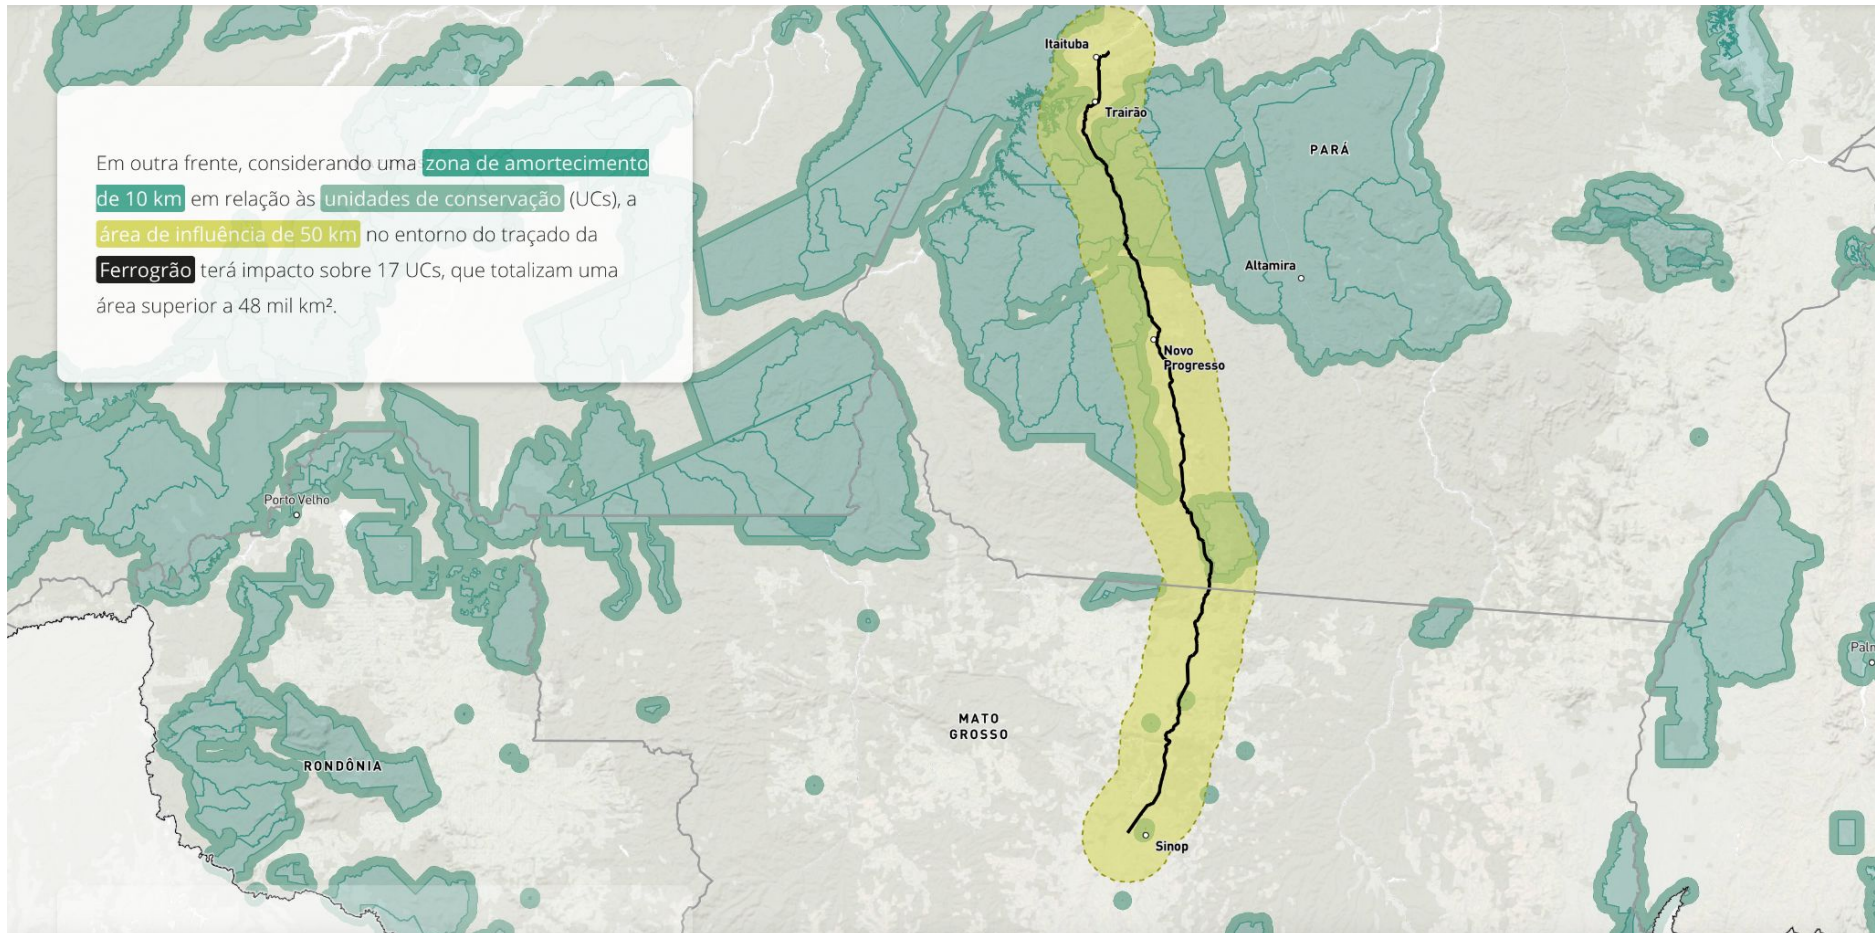 Em outra frente, considerando uma zona de amortecimento
de 10 km em relação às unidades de conservação (UCs), a
área de influência de 50 km no entorno do traçado da
Ferrogrão terá impacto sobre 17 UCs, que totalizam uma
área superior a 48 mil km².
Itaituba
Trairão
PARÁ
Altamira
Novo
Progresso
Porto Velho
MATO
GROSSO
RONDÔNIA
Sinop